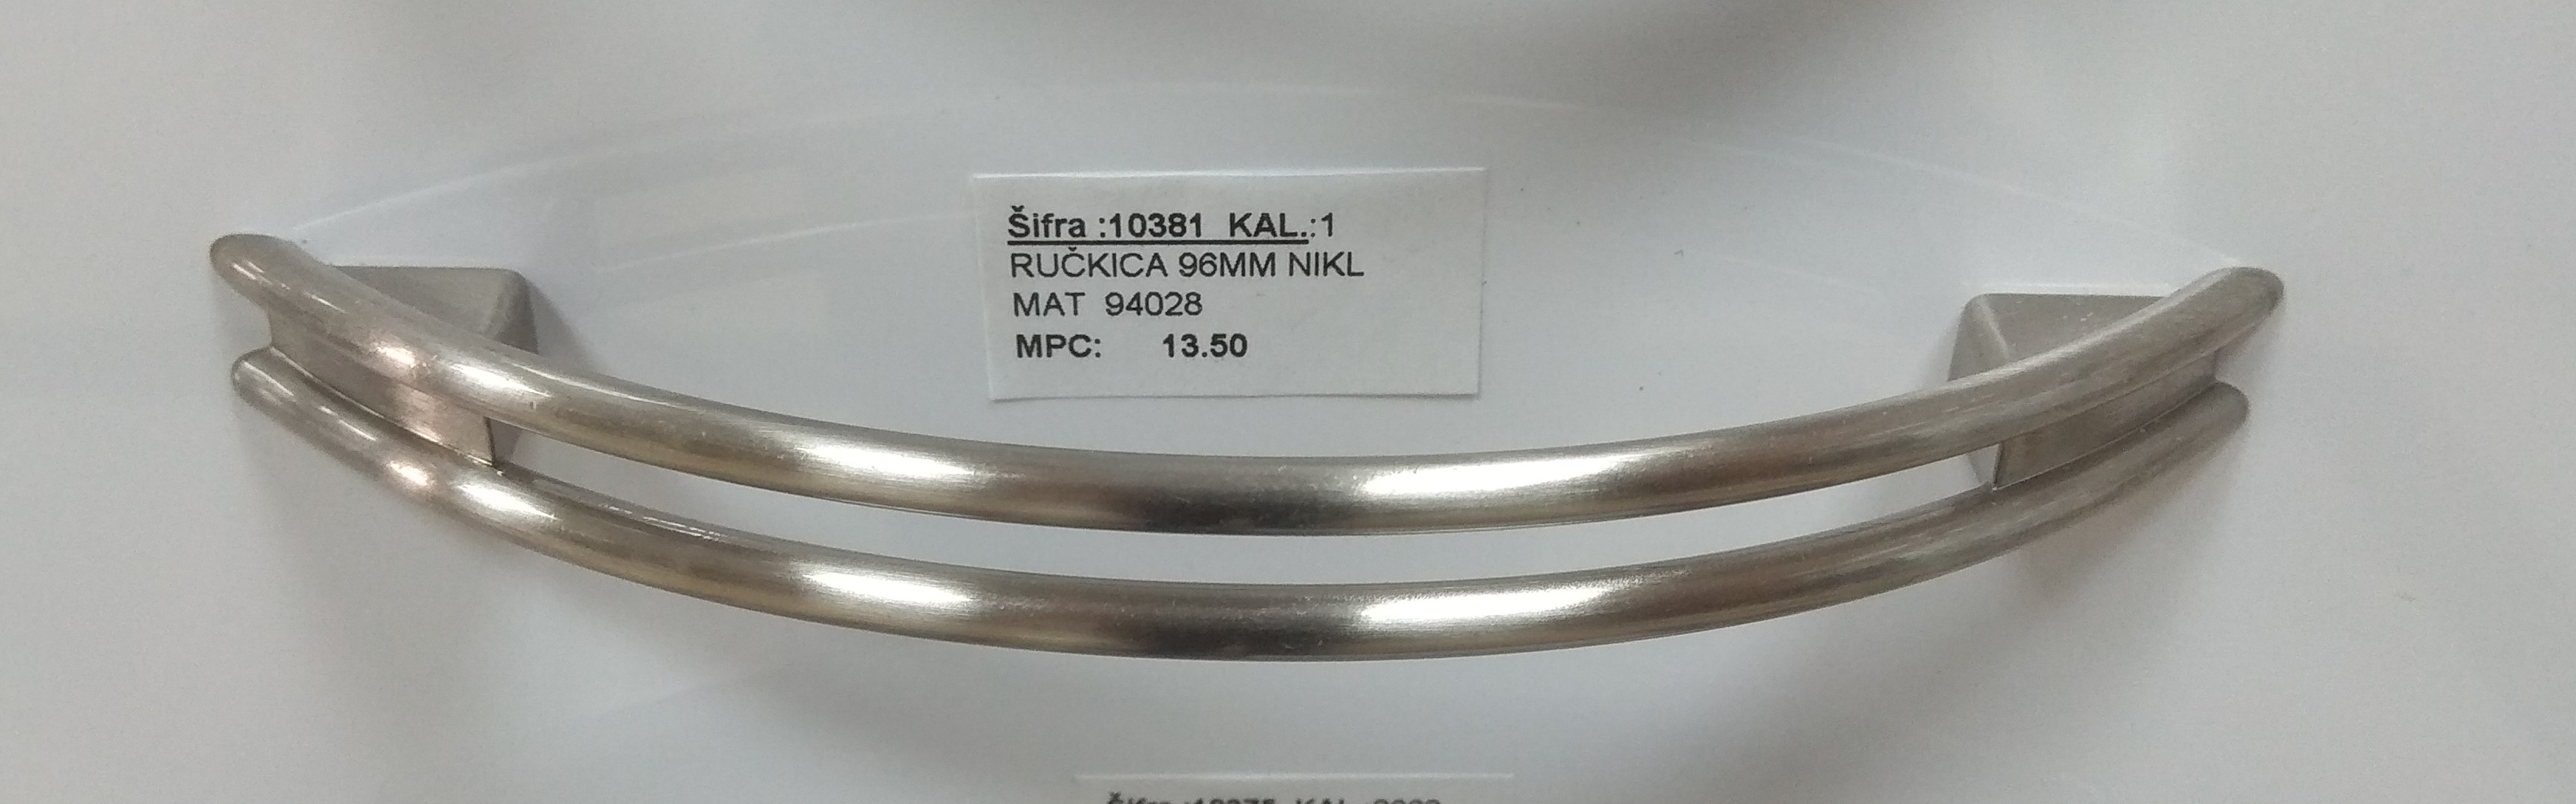 Šifra :10381 KAL.:1
RUČKICA 96MM NIKL
MAT 94028
MPC: 13.50